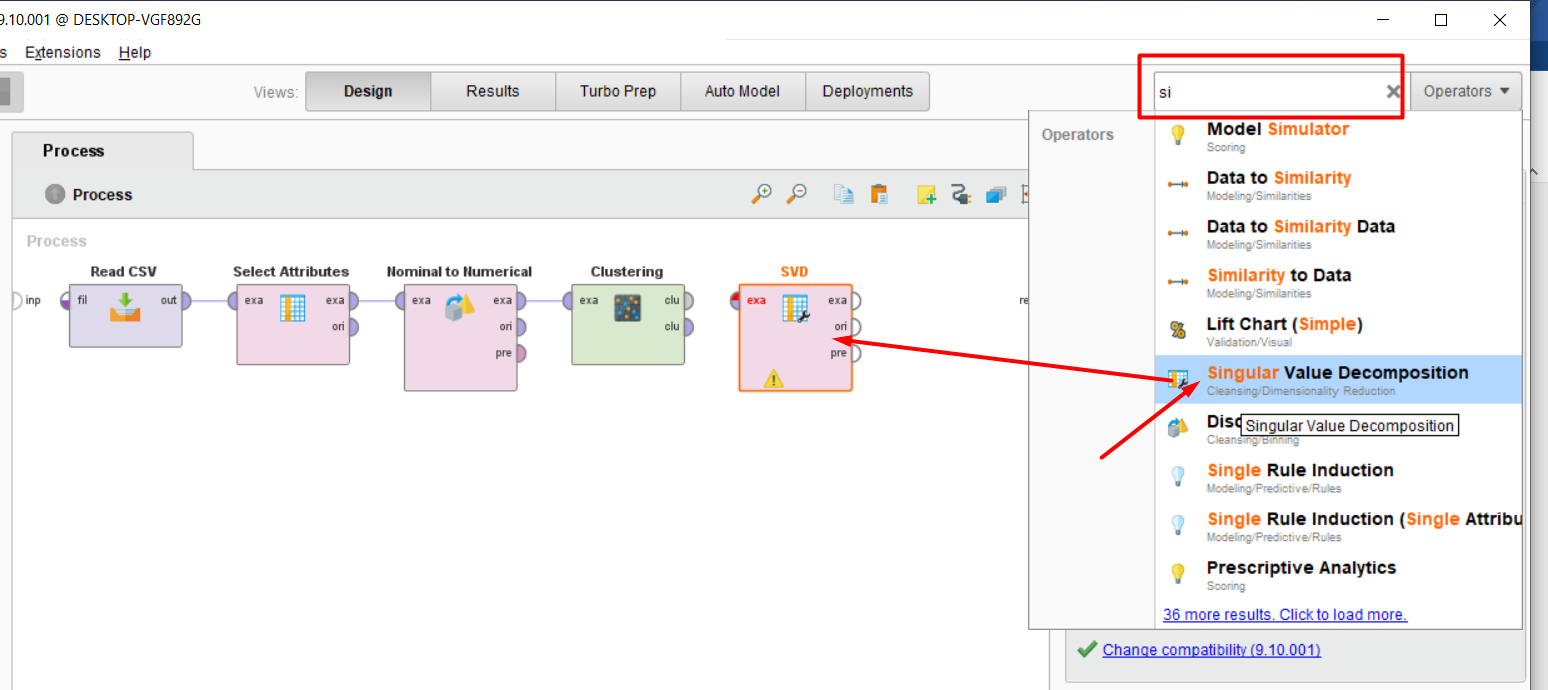 9.10.001 @ DESKTOP-VGF892G
s Extensions Help
Views: Design Results Turbo Prep Auto Model Deployments
si
Operators
Process
Operators
Process
Process
Model Simulator
Scoring
Data to Similarity
Modeling/Similarities
Data to Similarity Data
Modeling/Similarities
Similarity to Data
Modeling/Similarities
Lift Chart (Simple)
Validation/Visual
Singular Value Decomposition
Cleansing/Dimensionality Reduction
Disc
Singular Value Decomposition
Cleansing/Binning
Single Rule Induction
Modeling/Predictive/Rules
Single Rule Induction (Single Attribu
Modeling/Predictive/Rules
Prescriptive Analytics
Scoring
36 more results. Click to load more.
Read CSV Select Attributes Nominal to Numerical Clustering SVD
inp fil out exa exa exa exa exa clu exa exa re
ori ori clu ori
pre pre
Change compatibility (9.10.001)